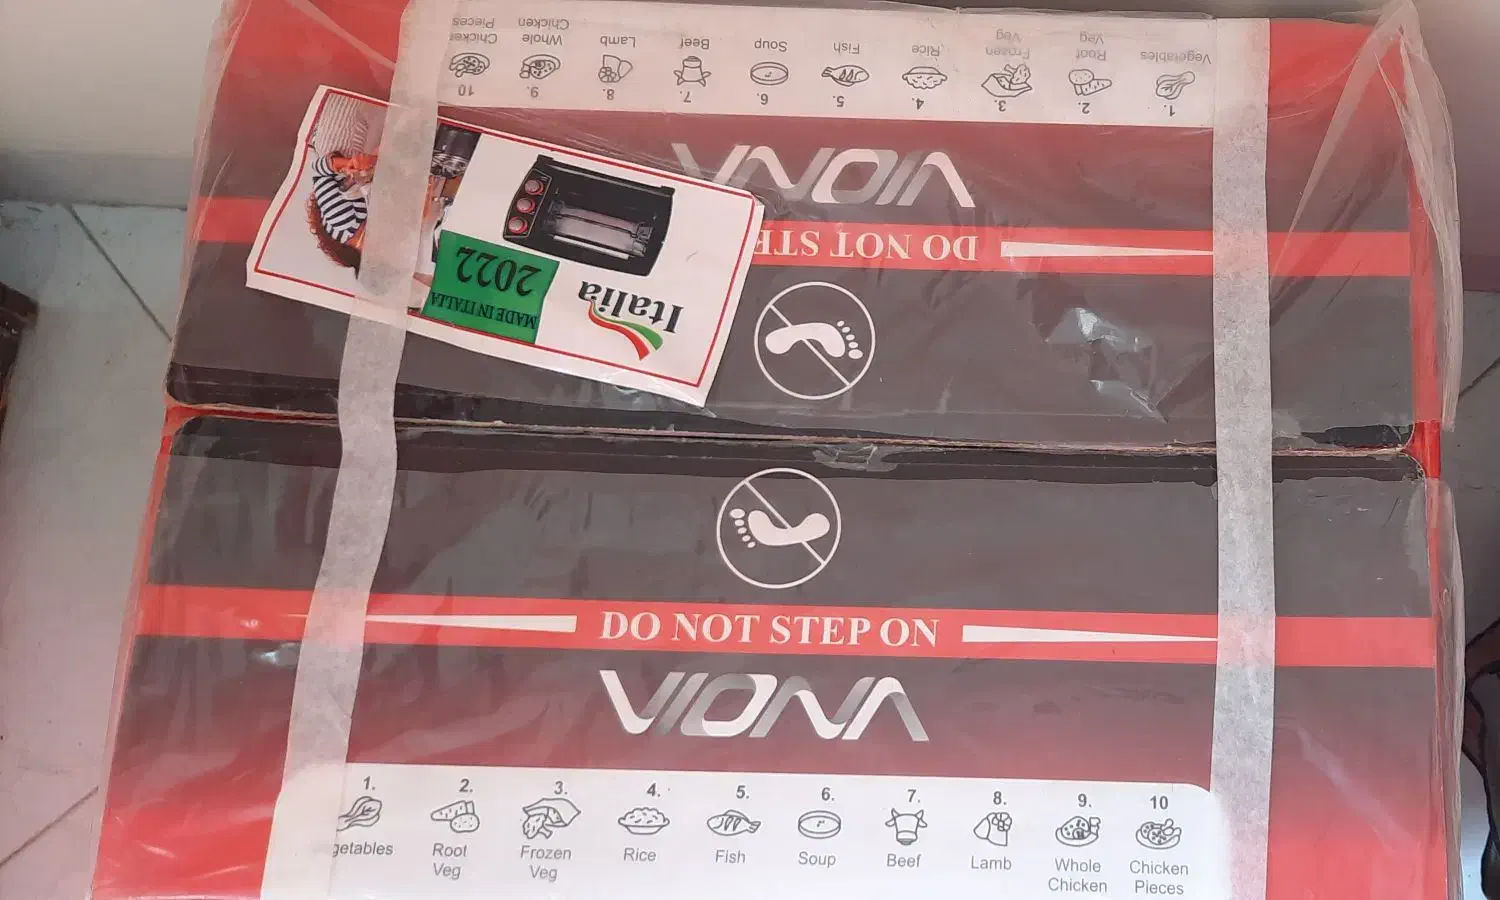 10
9.
8.
7.
6.
5.
4.
3.
2.
1.
Chicken Pieces
Whole Chicken
Lamb
Beef
Soup
Fish
Rice
Frozen Veg
Root Veg
Vegetables
VIONA
DO NOT STE
Italia
MADE IN ITALIA
2022
DO NOT STEP ON
VIONA
1. 2. 3. 4. 5. 6. 7. 8. 9. 10
getables Root Frozen Rice Fish Soup Beef Lamb Whole Chicken
Veg Veg Chicken Pieces